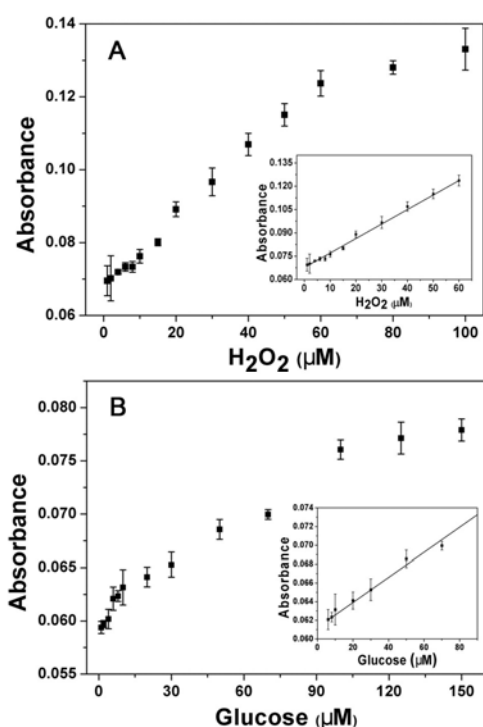 A
0.14
0.12
0.10
0.08
0.06
Absorbance
0 20 40 60 80 100
H₂O₂ (μM)
0.135
0.120
0.105
0.090
0.075
0.060
Absorbance
0 10 20 30 40 50 60
H₂O₂ (μM)
B
0.080
0.075
0.070
0.065
0.060
0.055
Absorbance
0 30 60 90 120 150
Glucose (μM)
0.074
0.072
0.070
0.068
0.066
0.064
0.062
0.060
Absorbance
0 20 40 60 80
Glucose (μM)